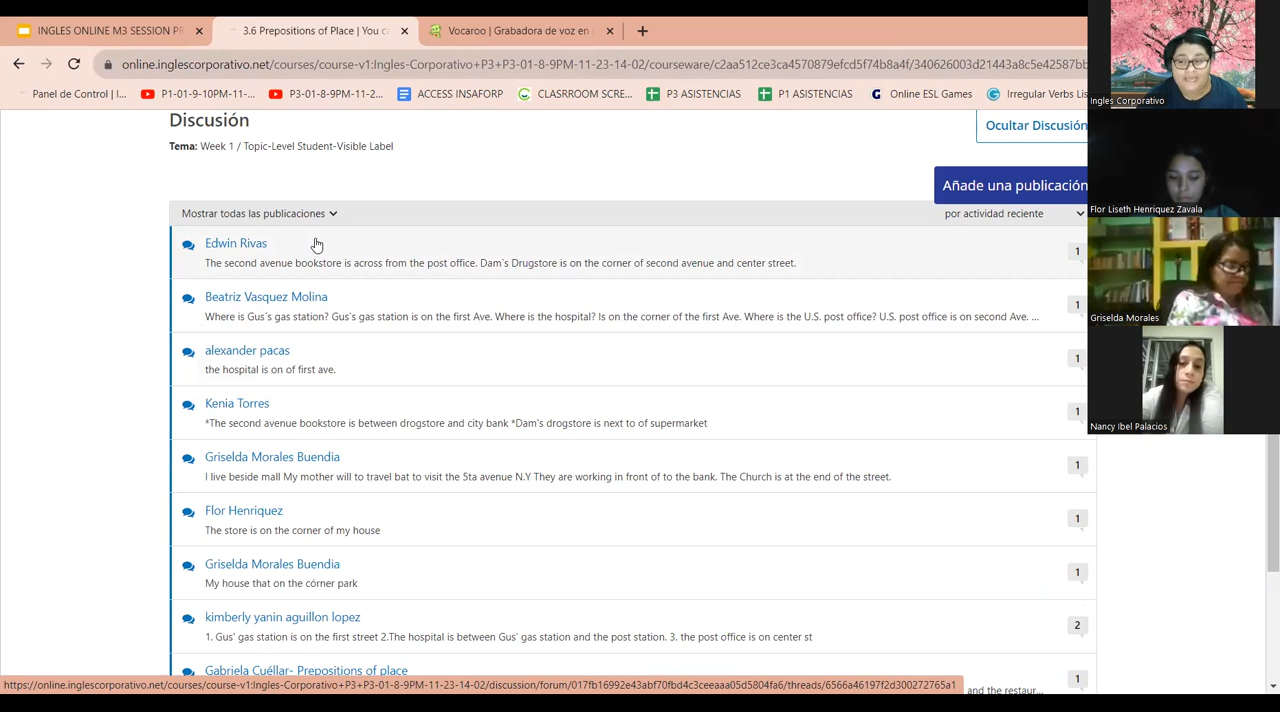 INGLES ONLINE M3 SESSION PR
3.6 Prepositions of Place | You ca
Vocaroo | Grabadora de voz en
online.inglescorporativo.net/courses/course-v1:Ingles-Corporativo+P3+P3-01-8-9PM-11-23-14-02/courseware/c2aa512ce3ca4570879efcd5f74b8a4f/340626003d21443a8c5e42587bb
Panel de Control | I...
P1-01-9-10PM-11-...
P3-01-8-9PM-11-2...
ACCESS INSAFORP
CLASRROOM SCRE...
P3 ASISTENCIAS
P1 ASISTENCIAS
Online ESL Games
Irregular Verbs Lis
Discusión
Ocultar Discusión
Tema: Week 1 / Topic-Level Student-Visible Label
Añade una publicación
Mostrar todas las publicaciones
por actividad reciente
Edwin Rivas
The second avenue bookstore is across from the post office. Dam`s Drugstore is on the corner of second avenue and center street.
1
Beatriz Vasquez Molina
Where is Gus´s gas station? Gus`s gas station is on the first Ave. Where is the hospital? Is on the corner of the first Ave. Where is the U.S. post office? U.S. post office is on second Ave. ...
1
alexander pacas
the hospital is on of first ave.
1
Kenia Torres
*The second avenue bookstore is between drogstore and city bank *Dam's drogstore is next to of supermarket
1
Griselda Morales Buendia
I live beside mall My mother will to travel bat to visit the 5ta avenue N.Y They are working in front of to the bank. The Church is at the end of the street.
1
Flor Henriquez
The store is on the corner of my house
1
Griselda Morales Buendia
My house that on the córner park
1
kimberly yanin aguillon lopez
1. Gus' gas station is on the first street 2.The hospital is between Gus` gas station and the post station. 3. the post office is on center st
2
Gabriela Cuéllar- Prepositions of place
and the restaur...
1
https://online.inglescorporativo.net/courses/course-v1:Ingles-Corporativo+P3+P3-01-8-9PM-11-23-14-02/discussion/forum/017fb16992e43abf70fbd4c3ceeaaa05d5804fa6/threads/6566a46197f2d300272765a1
Ingles Corporativo
Flor Liseth Henriquez Zavala
Griselda Morales
Nancy Ibel Palacios